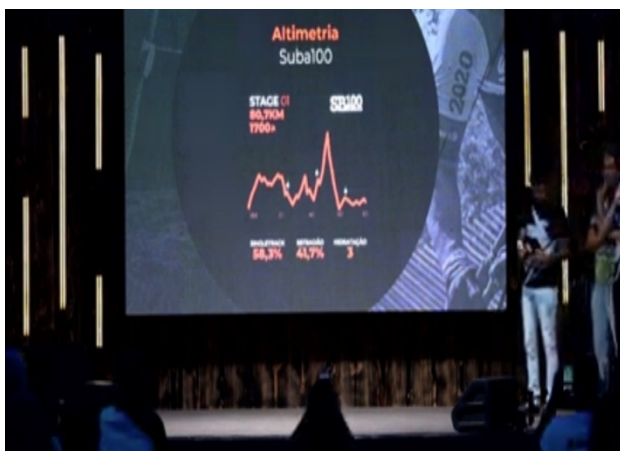 Altimetria
Suba100
STAGE 01
SB100
80,7KM
1700
SINGLETRACK ESTRADÃO HIDRATAÇÃO
58,3% 41,7% 3
2020